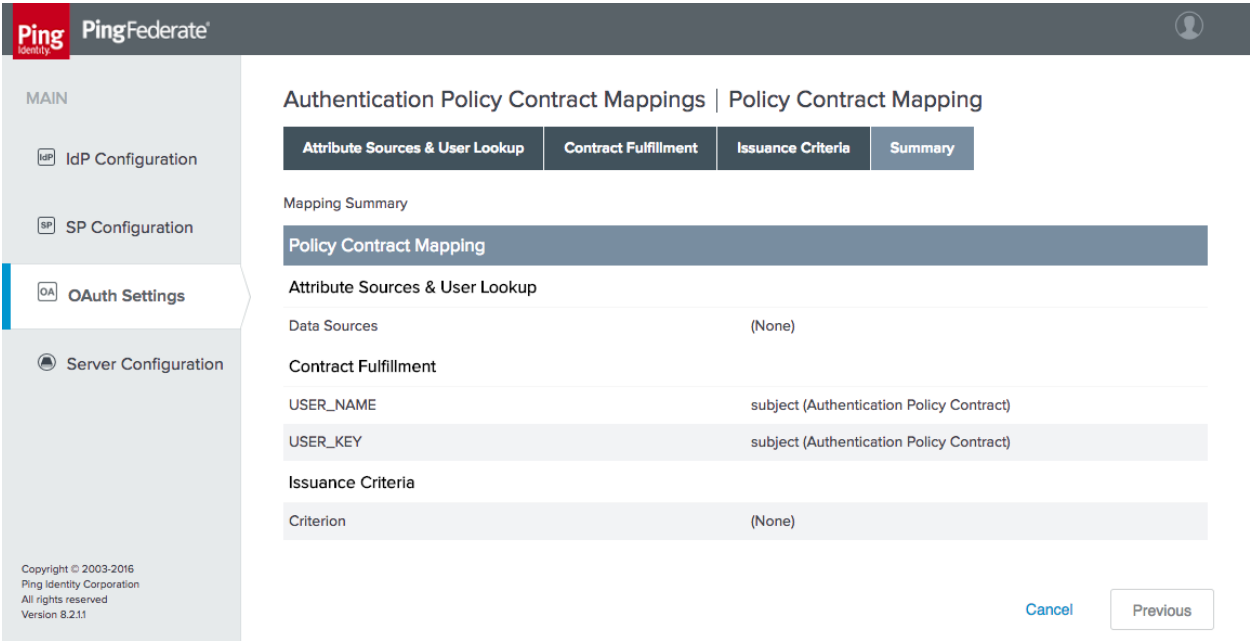 Ping
Identity
PingFederate®
MAIN
IdP IdP Configuration
SP SP Configuration
OA OAuth Settings
Server Configuration
Copyright © 2003-2016
Ping Identity Corporation
All rights reserved
Version 8.2.1.1
Authentication Policy Contract Mappings | Policy Contract Mapping
Attribute Sources & User Lookup Contract Fulfillment Issuance Criteria Summary
Mapping Summary
Policy Contract Mapping
Attribute Sources & User Lookup
Data Sources (None)
Contract Fulfillment
USER_NAME subject (Authentication Policy Contract)
USER_KEY subject (Authentication Policy Contract)
Issuance Criteria
Criterion (None)
Cancel Previous